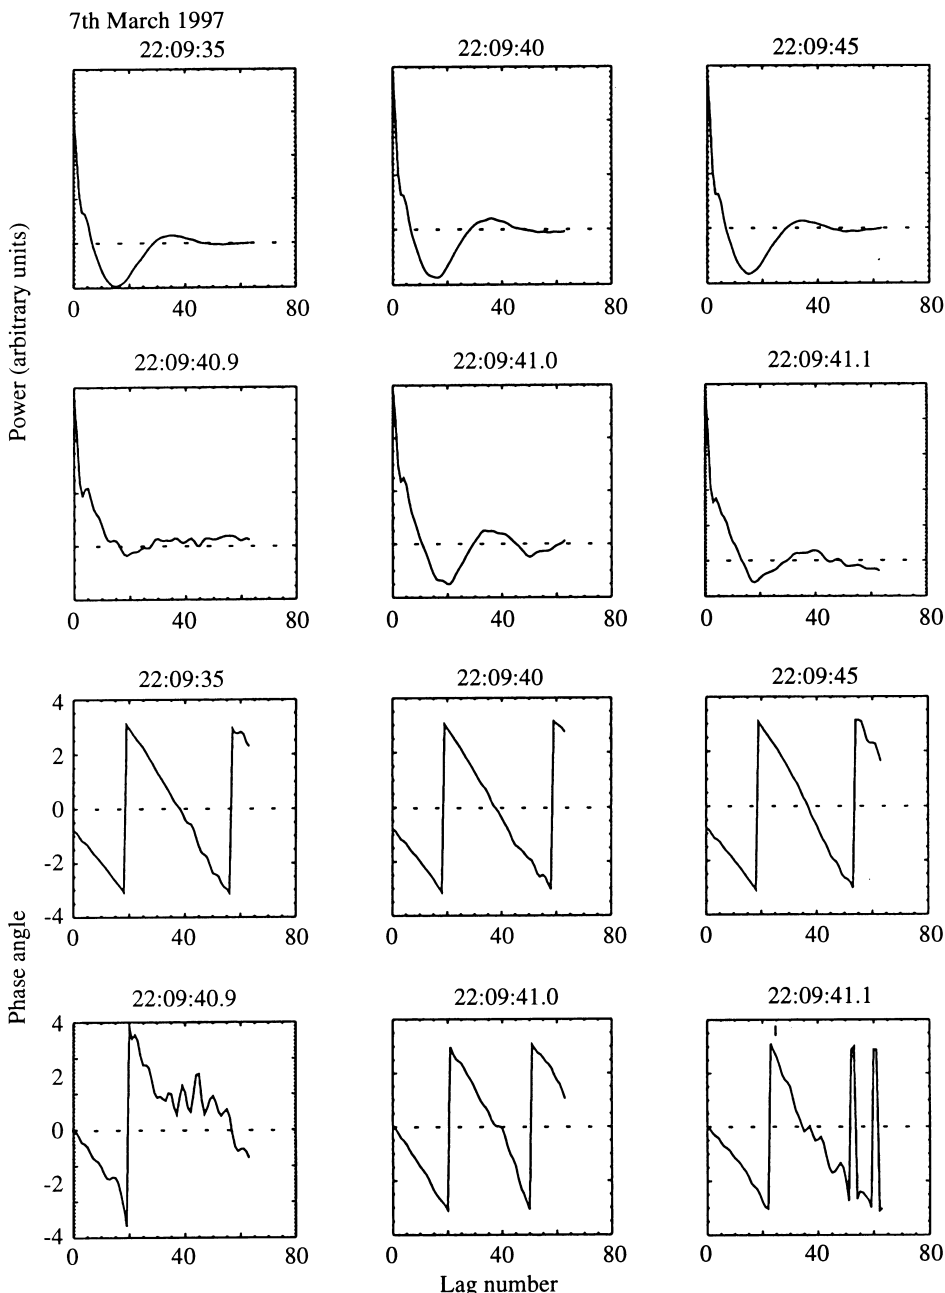 7th March 1997
22:09:35 22:09:40 22:09:45
0 40 80 0 40 80 0 40 80
Power (arbitrary units)
22:09:40.9 22:09:41.0 22:09:41.1
0 40 80 0 40 80 0 40 80
22:09:35 22:09:40 22:09:45
4
2
0
-2
-4
0 40 80 0 40 80 0 40 80
Phase angle
22:09:40.9 22:09:41.0 22:09:41.1
4
2
0
-2
-4
0 40 80 0 40 80 0 40 80
Lag number